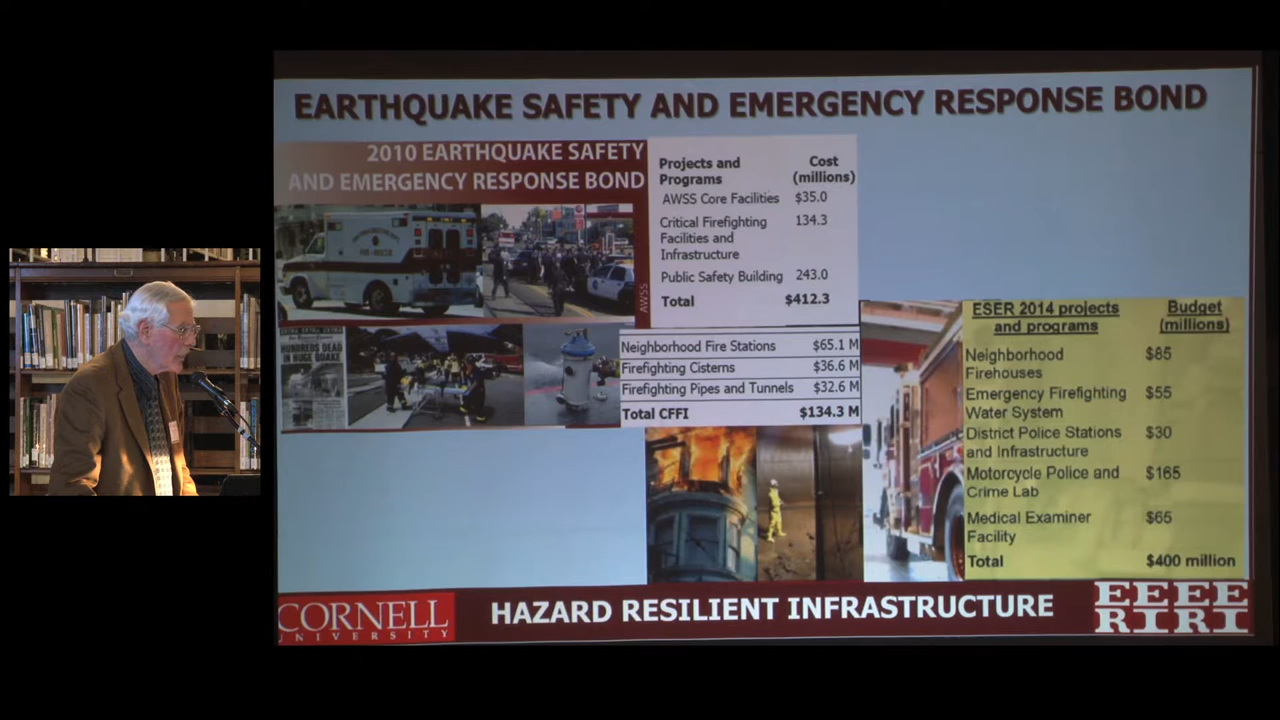 EARTHQUAKE SAFETY AND EMERGENCY RESPONSE BOND
2010 EARTHQUAKE SAFETY
AND EMERGENCY RESPONSE BOND
AWSS
HUNDREDS DEAD
IN HUGE QUAKE
Projects and Programs Cost (millions)
AWSS Core Facilities $35.0
Critical Firefighting 134.3
Facilities and
Infrastructure
Public Safety Building 243.0
Total $412.3
Neighborhood Fire Stations $65.1 M
Firefighting Cisterns $36.6 M
Firefighting Pipes and Tunnels $32.6 M
Total CFFI $134.3 M
ESER 2014 projects and programs Budget (millions)
Neighborhood $85
Firehouses
Emergency Firefighting $55
Water System
District Police Stations $30
and Infrastructure
Motorcycle Police and $165
Crime Lab
Medical Examiner $65
Facility
Total $400 million
CORNELL
UNIVERSITY
HAZARD RESILIENT INFRASTRUCTURE
EEEE
RIRI